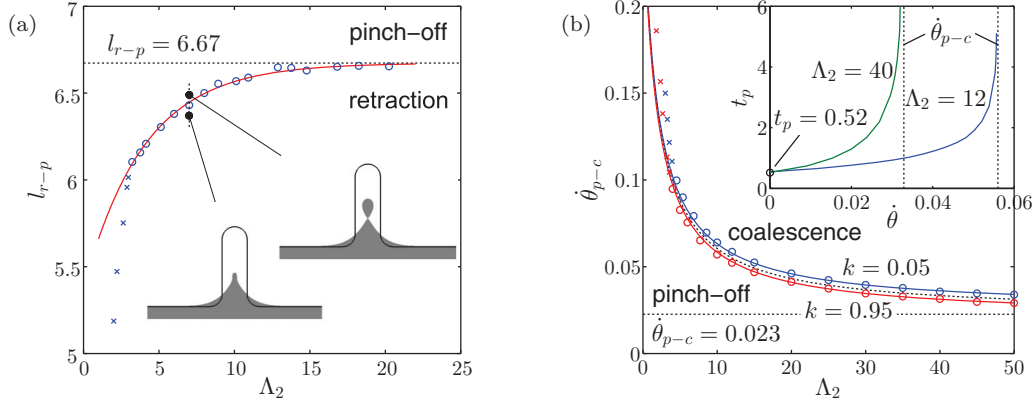 (a)
7
6.5
6
5.5
5
l_{r-p}
l_{r-p} = 6.67
pinch-off
retraction
0 5 10 15 20 25
Λ_2
(b)
0.20
0.15
0.1
0.05
0
θ̇_{p-c}
coalescence
k = 0.05
pinch-off
k = 0.95
θ̇_{p-c} = 0.023
0 10 20 30 40 50
Λ_2
6
4
2
0
t_p
θ̇_{p-c}
Λ_2 = 40
Λ_2 = 12
t_p = 0.52
0.02 0.04 0.06
θ̇